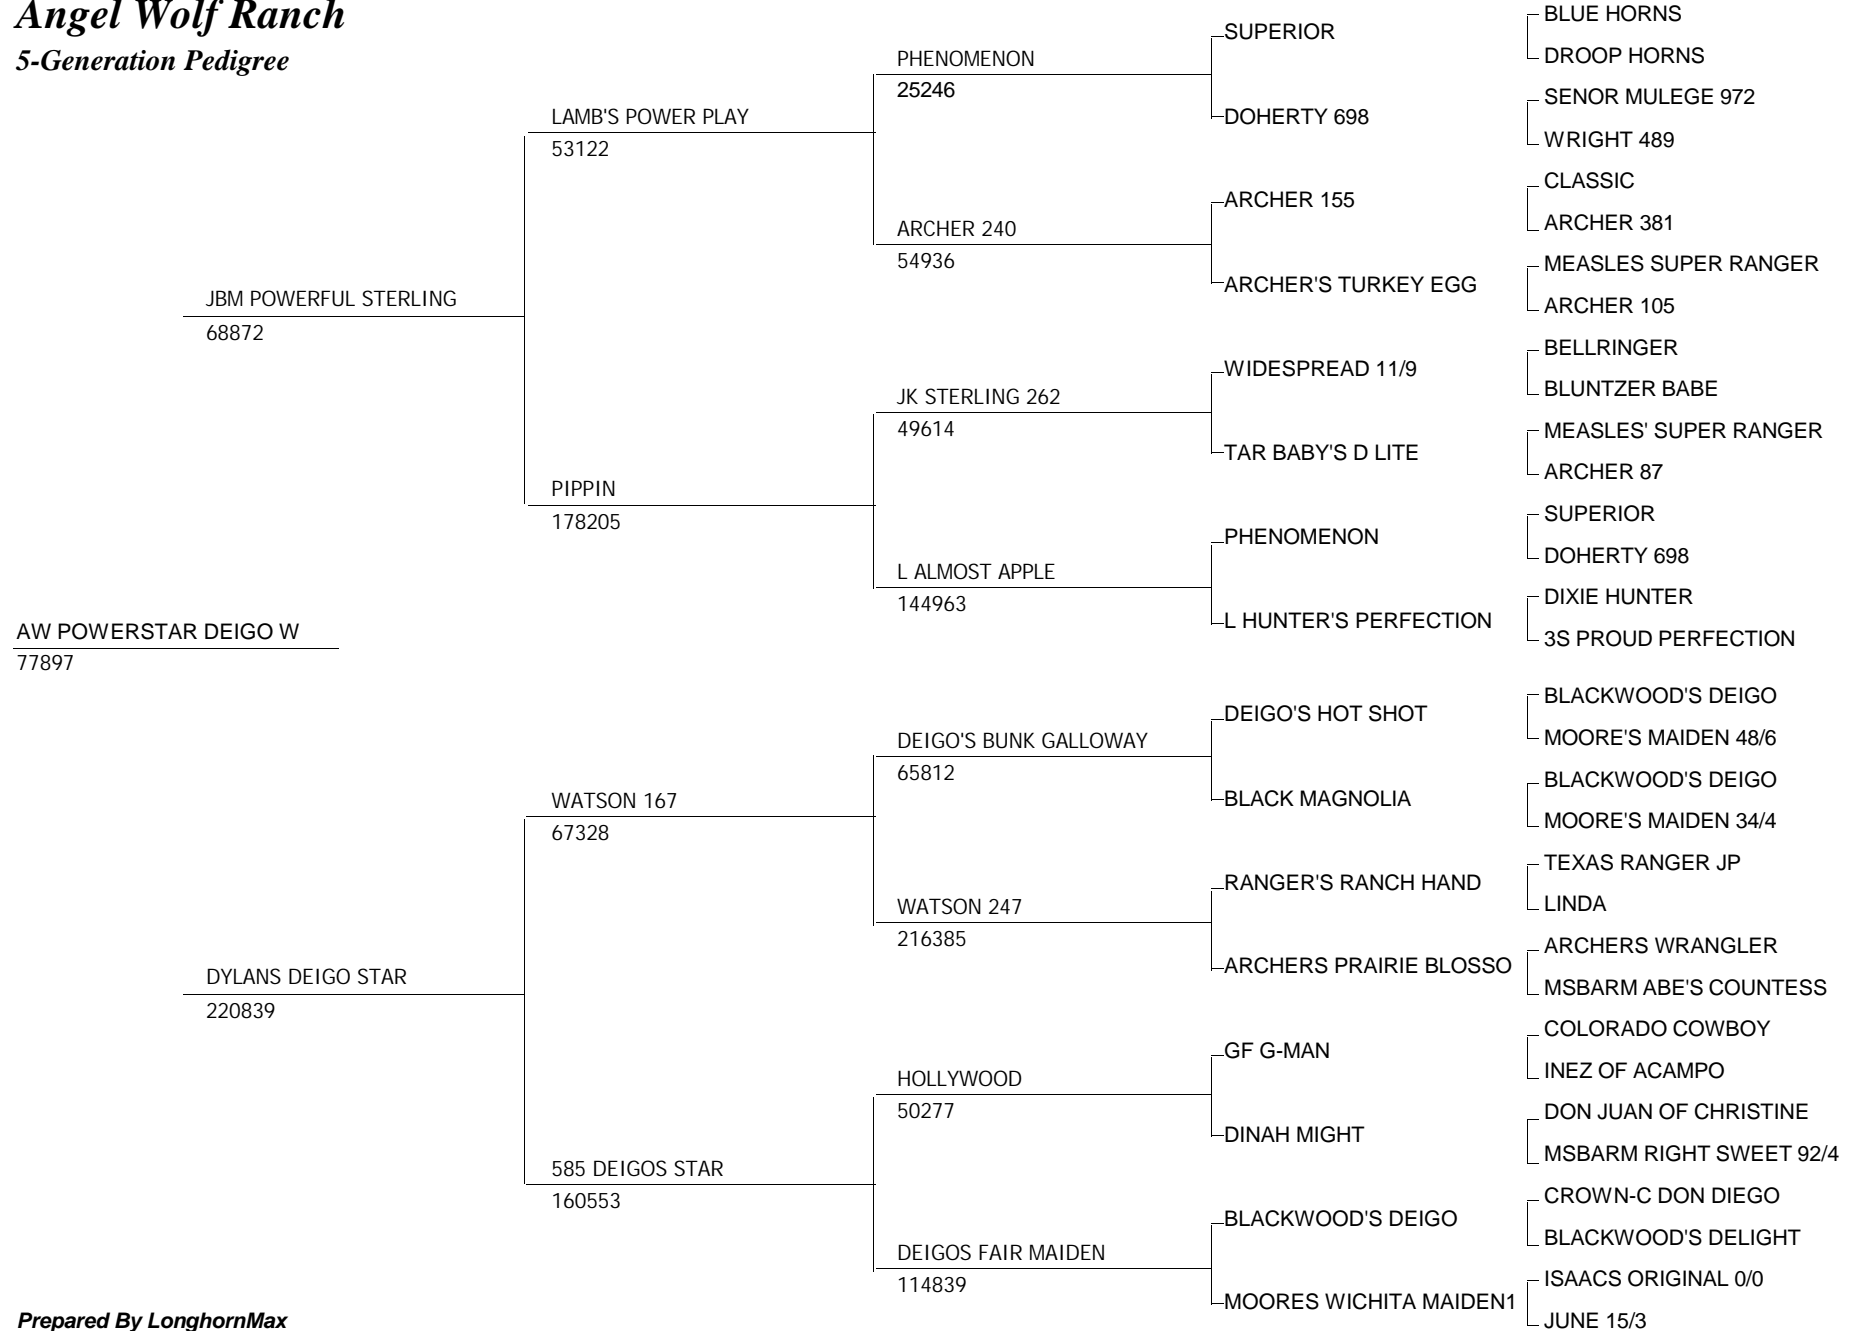 Angel Wolf Ranch
5-Generation Pedigree
AW POWERSTAR DEIGO W
77897
JBM POWERFUL STERLING
68872
DYLANS DEIGO STAR
220839
LAMB'S POWER PLAY
53122
PIPPIN
178205
WATSON 167
67328
585 DEIGOS STAR
160553
PHENOMENON
25246
ARCHER 240
54936
JK STERLING 262
49614
L ALMOST APPLE
144963
DEIGO'S BUNK GALLOWAY
65812
WATSON 247
216385
HOLLYWOOD
50277
DEIGOS FAIR MAIDEN
114839
SUPERIOR
DOHERTY 698
ARCHER 155
ARCHER'S TURKEY EGG
WIDESPREAD 11/9
TAR BABY'S D LITE
PHENOMENON
L HUNTER'S PERFECTION
DEIGO'S HOT SHOT
BLACK MAGNOLIA
RANGER'S RANCH HAND
ARCHERS PRAIRIE BLOSSO
GF G-MAN
DINAH MIGHT
BLACKWOOD'S DEIGO
MOORES WICHITA MAIDEN1
BLUE HORNS
DROOP HORNS
SENOR MULEGE 972
WRIGHT 489
CLASSIC
ARCHER 381
MEASLES SUPER RANGER
ARCHER 105
BELLRINGER
BLUNTZER BABE
MEASLES' SUPER RANGER
ARCHER 87
SUPERIOR
DOHERTY 698
DIXIE HUNTER
3S PROUD PERFECTION
BLACKWOOD'S DEIGO
MOORE'S MAIDEN 48/6
BLACKWOOD'S DEIGO
MOORE'S MAIDEN 34/4
TEXAS RANGER JP
LINDA
ARCHERS WRANGLER
MSBARM ABE'S COUNTESS
COLORADO COWBOY
INEZ OF ACAMPO
DON JUAN OF CHRISTINE
MSBARM RIGHT SWEET 92/4
CROWN-C DON DIEGO
BLACKWOOD'S DELIGHT
ISAACS ORIGINAL 0/0
JUNE 15/3
Prepared By LonghornMax